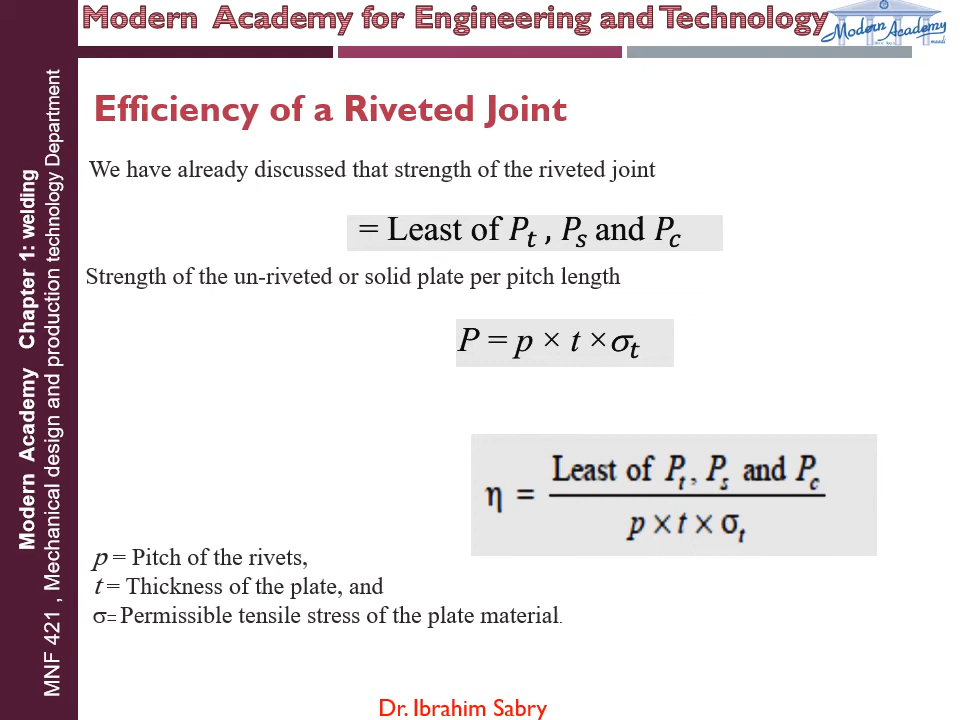 Modern Academy for Engineering and Technology
Modern Academy
Modern Academy Chapter 1: welding
MNF 421 , Mechanical design and production technology Department
Efficiency of a Riveted Joint
We have already discussed that strength of the riveted joint
= Least of Pt , Ps and Pc
Strength of the un-riveted or solid plate per pitch length
P = p × t ×σt
η = Least of Pt, Ps and Pc / p × t × σt
p = Pitch of the rivets,
t = Thickness of the plate, and
σ= Permissible tensile stress of the plate material.
Dr. Ibrahim Sabry